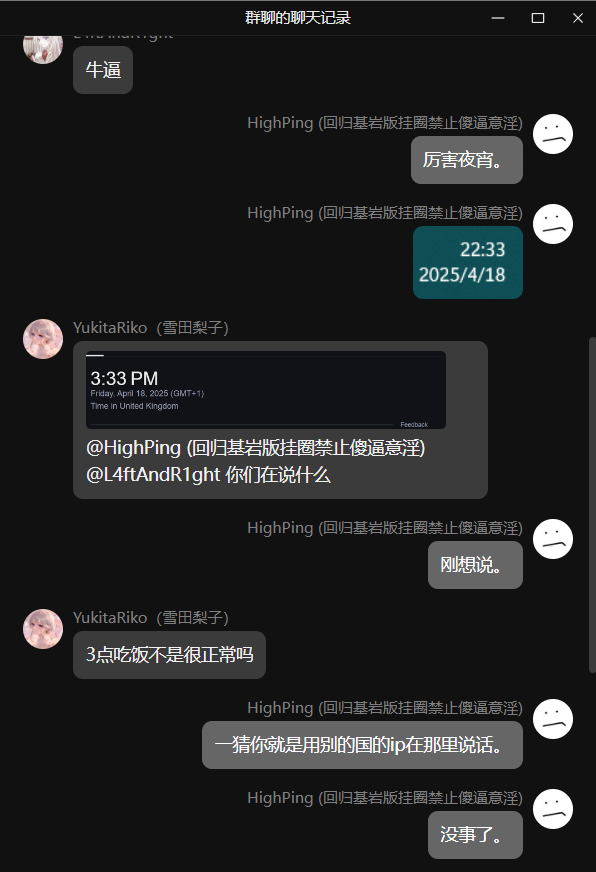 群聊的聊天记录
L4ftAndR1ght
牛逼
HighPing (回归基岩版挂圈禁止傻逼意淫)
厉害夜宵。
HighPing (回归基岩版挂圈禁止傻逼意淫)
22:33
2025/4/18
YukitaRiko（雪田梨子）
3:33 PM
Friday, April 18, 2025 (GMT+1)
Time in United Kingdom
Feedback
@HighPing (回归基岩版挂圈禁止傻逼意淫)
@L4ftAndR1ght 你们在说什么
HighPing (回归基岩版挂圈禁止傻逼意淫)
刚想说。
YukitaRiko（雪田梨子）
3点吃饭不是很正常吗
HighPing (回归基岩版挂圈禁止傻逼意淫)
一猜你就是用别的国的ip在那里说话。
HighPing (回归基岩版挂圈禁止傻逼意淫)
没事了。